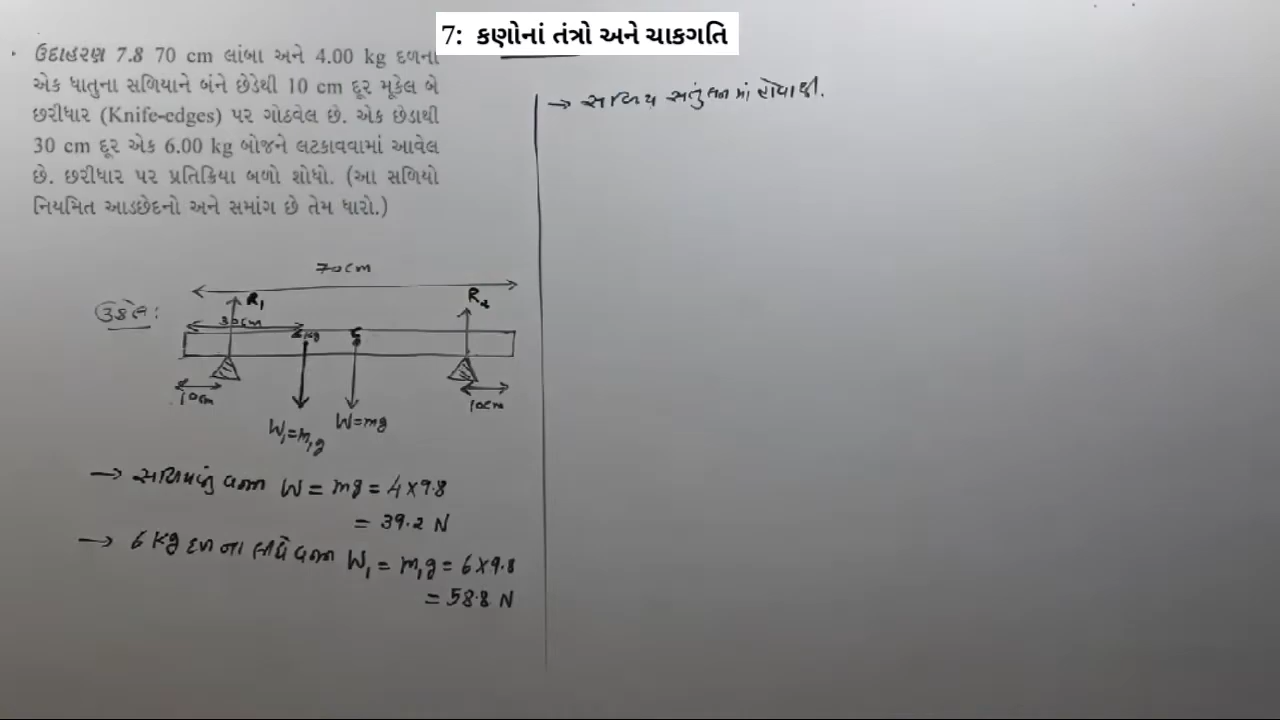 7: કણોનાં તંત્રો અને ચાકગતિ
ઉદાહરણ 7.8 70 cm લાંબા અને 4.00 kg દળના
એક ધાતુના સળિયાને બંને છેડેથી 10 cm દૂર મૂકેલ બે
છરીધાર (Knife-edges) પર ગોઠવેલ છે. એક છેડાથી
30 cm દૂર એક 6.00 kg બોજને લટકાવવામાં આવેલ
છે. છરીધાર પર પ્રતિક્રિયા બળો શોધો. (આ સળિયો
નિયમિત આડછેદનો અને સમાંગ છે તેમ ધારો.)
ઉકેલ:
70cm
R₁
R₂
30cm
10cm
10cm
W₁=m₁g
W=mg
→ સળિયાનું વજન W = mg = 4×9.8
= 39.2 N
→ 6 kg દળ ના લીધે વજન W₁ = m₁g = 6×9.8
= 58.8 N
→ સળિયો સંતુલનમાં હોવાથી.